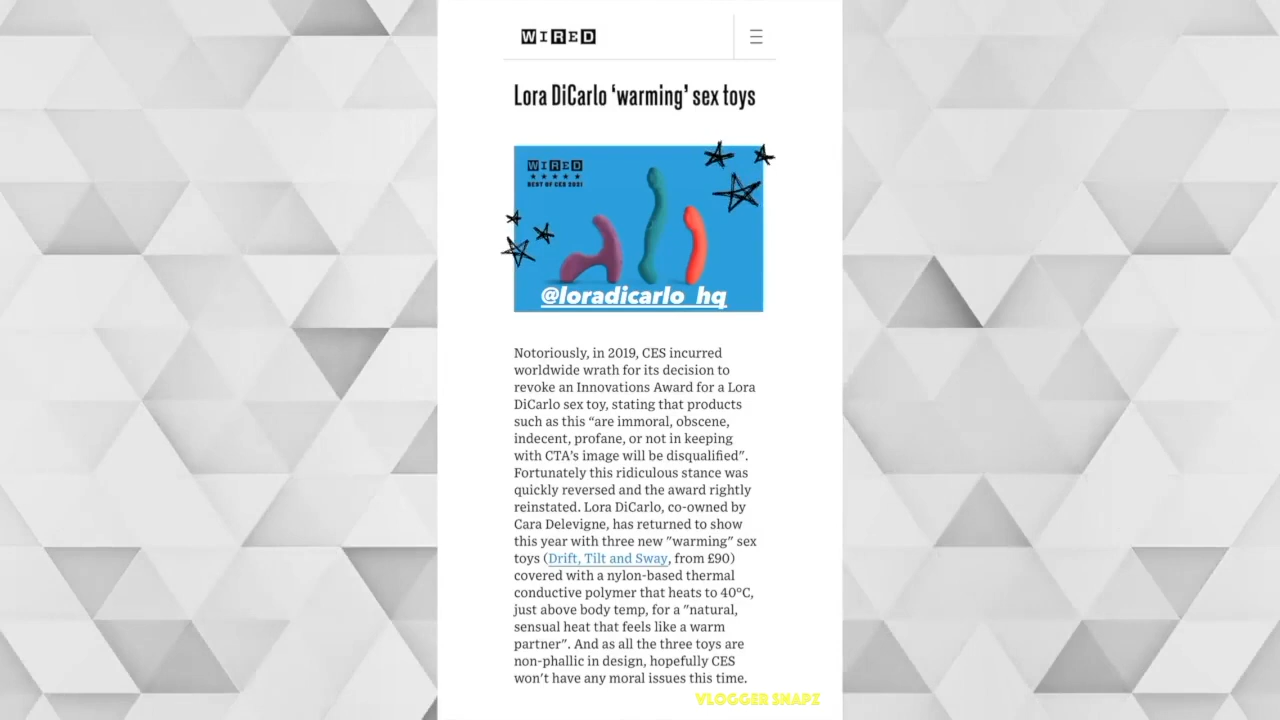 WIRED
Lora DiCarlo ‘warming’ sex toys
WIRED
★ ★ ★ ★ ★
BEST OF CES 2021
@loradicarlo_hq
Notoriously, in 2019, CES incurred
worldwide wrath for its decision to
revoke an Innovations Award for a Lora
DiCarlo sex toy, stating that products
such as this “are immoral, obscene,
indecent, profane, or not in keeping
with CTA’s image will be disqualified”.
Fortunately this ridiculous stance was
quickly reversed and the award rightly
reinstated. Lora DiCarlo, co-owned by
Cara Delevigne, has returned to show
this year with three new "warming" sex
toys (Drift, Tilt and Sway, from £90)
covered with a nylon-based thermal
conductive polymer that heats to 40°C,
just above body temp, for a "natural,
sensual heat that feels like a warm
partner". And as all the three toys are
non-phallic in design, hopefully CES
won’t have any moral issues this time.
VLOGGER SNAPZ